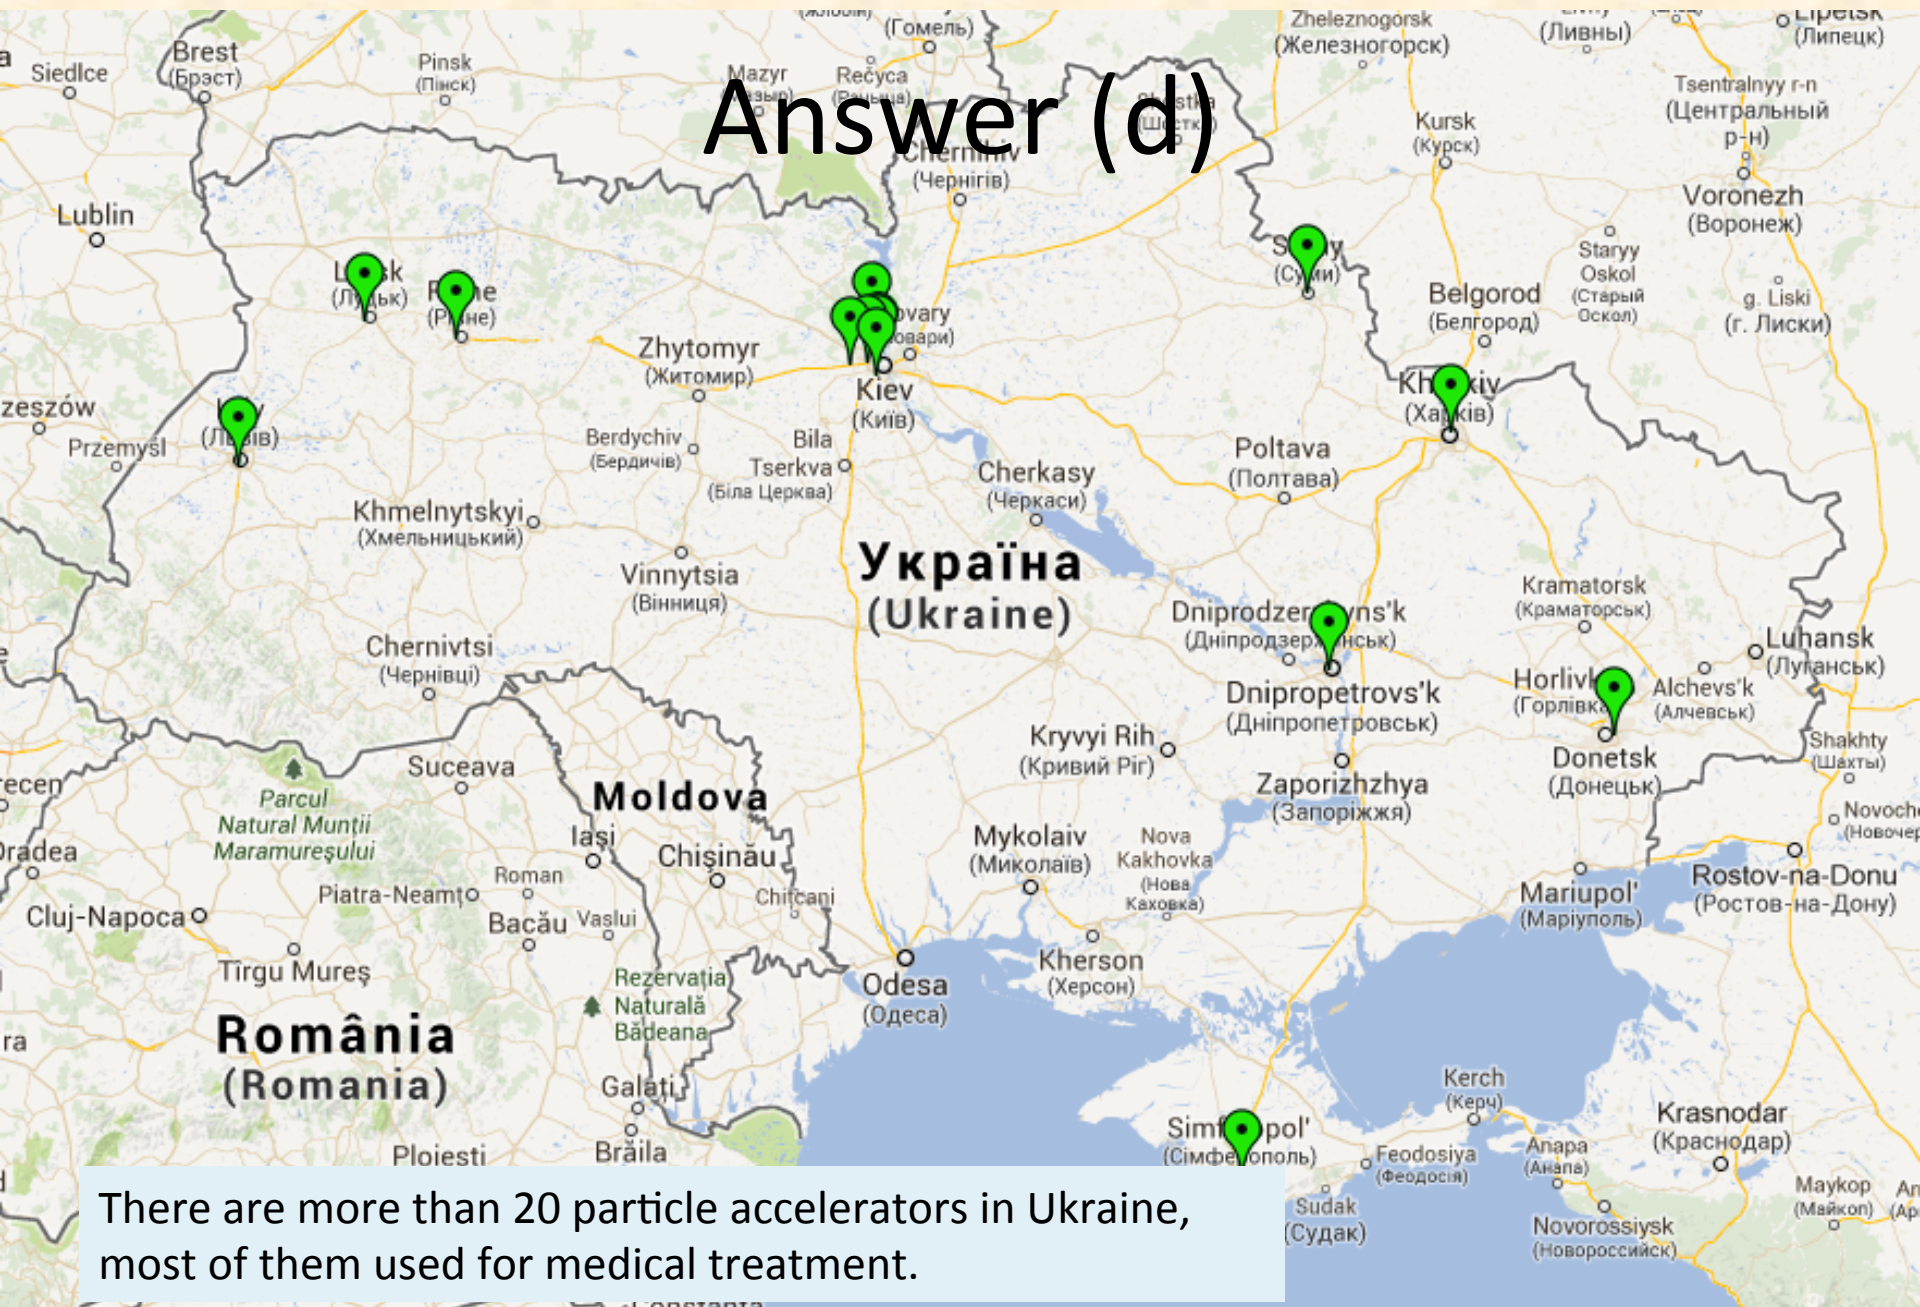 Answer (d)
Zheleznogorsk
(Железногорск)
(Гомель)
(Ливны)
(Липецк)
Brest
(Брэст)
Siedlce
Pinsk
(Пінск)
Mazyr
Rečyca
Tsentralnyy r-n
(Центральный
р-н)
Kursk
(Курск)
Chernihiv
(Чернігів)
Voronezh
(Воронеж)
Lublin
Staryy
Oskol
(Старый
Оскол)
(Суми)
Belgorod
(Белгород)
g. Liski
(г. Лиски)
Zhytomyr
(Житомир)
Kiev
(Київ)
zeszów
Przemyśl
Berdychiv
(Бердичів)
Bila
Tserkva
(Біла Церква)
Cherkasy
(Черкаси)
Poltava
(Полтава)
Khmelnytskyi
(Хмельницький)
Vinnytsia
(Вінниця)
Україна
(Ukraine)
Kramatorsk
(Краматорськ)
Chernivtsi
(Чернівці)
Luhansk
(Луганськ)
Alchevs'k
(Алчевськ)
Dnipropetrovs'k
(Дніпропетровськ)
Kryvyi Rih
(Кривий Ріг)
Donetsk
(Донецьк)
Shakhty
(Шахты)
Suceava
Zaporizhzhya
(Запоріжжя)
Parcul
Natural Munții
Maramureșului
Moldova
Iași
Chișinău
Mykolaiv
(Миколаїв)
Nova
Kakhovka
(Нова
Каховка)
Roman
Piatra-Neamț
Chițcani
Mariupol'
(Маріуполь)
Rostov-na-Donu
(Ростов-на-Дону)
Cluj-Napoca
Bacău
Vaslui
Tîrgu Mureș
Rezervația
Naturală
Bădeana
Odesa
(Одеса)
Kherson
(Херсон)
România
(Romania)
Galați
Kerch
(Керч)
Krasnodar
(Краснодар)
Ploiești
Brăila
Feodosiya
(Феодосія)
Anapa
(Анапа)
Sudak
(Судак)
Novorossiysk
(Новороссийск)
Maykop
(Майкоп)
There are more than 20 particle accelerators in Ukraine,
most of them used for medical treatment.